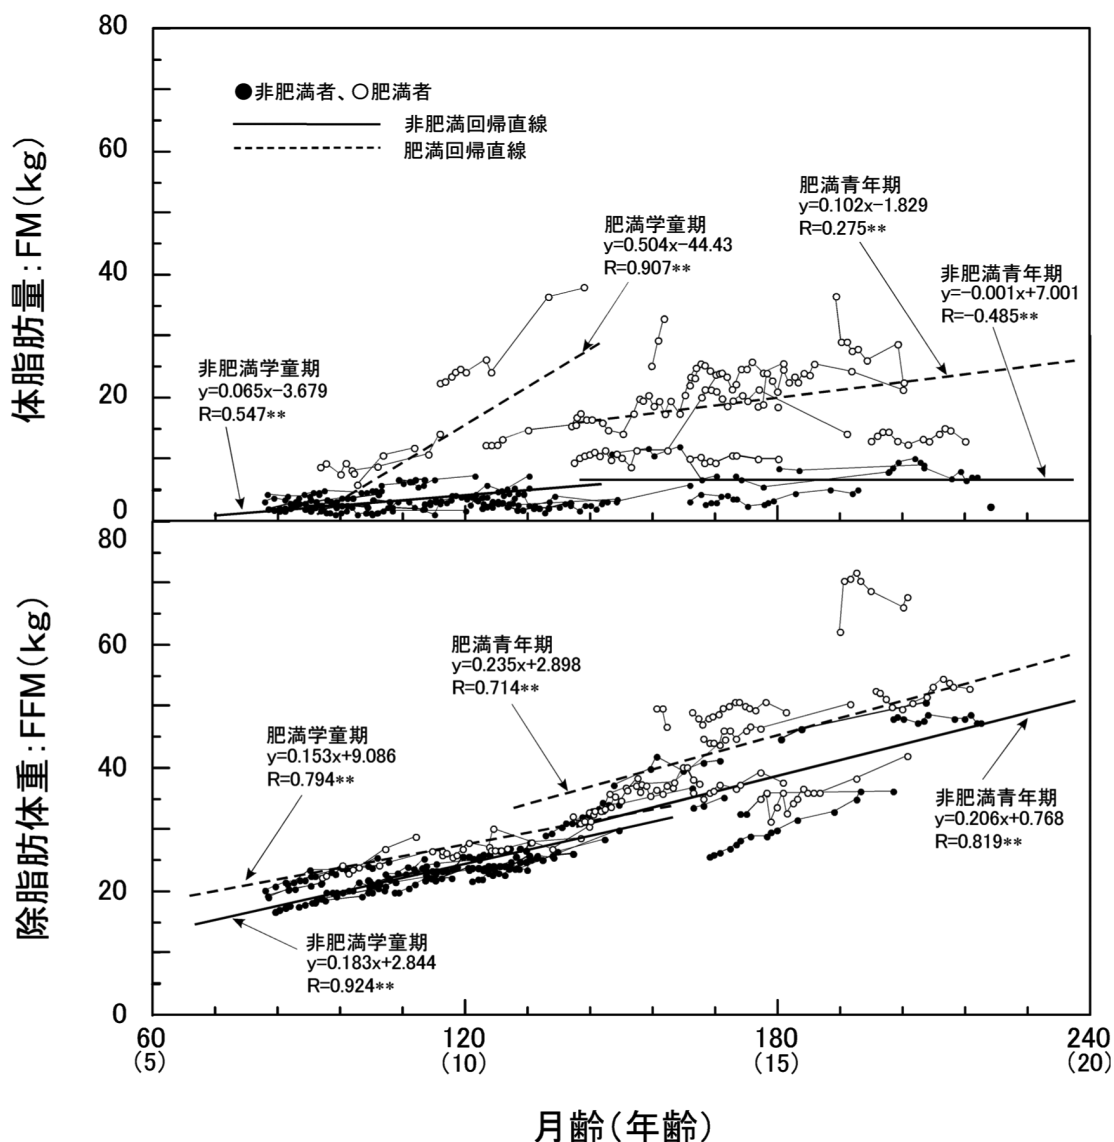 80
60
40
20
0
体脂肪量:FM(kg)
●非肥満者、○肥満者
非肥満回帰直線
肥満回帰直線
肥満学童期
y=0.504x-44.43
R=0.907**
肥満青年期
y=0.102x-1.829
R=0.275**
非肥満青年期
y=-0.001x+7.001
R=-0.485**
非肥満学童期
y=0.065x-3.679
R=0.547**
80
60
40
20
0
除脂肪体重:FFM(kg)
肥満青年期
y=0.235x+2.898
R=0.714**
肥満学童期
y=0.153x+9.086
R=0.794**
非肥満青年期
y=0.206x+0.768
R=0.819**
非肥満学童期
y=0.183x+2.844
R=0.924**
60 120 180 240
(5) (10) (15) (20)
月齢(年齢)